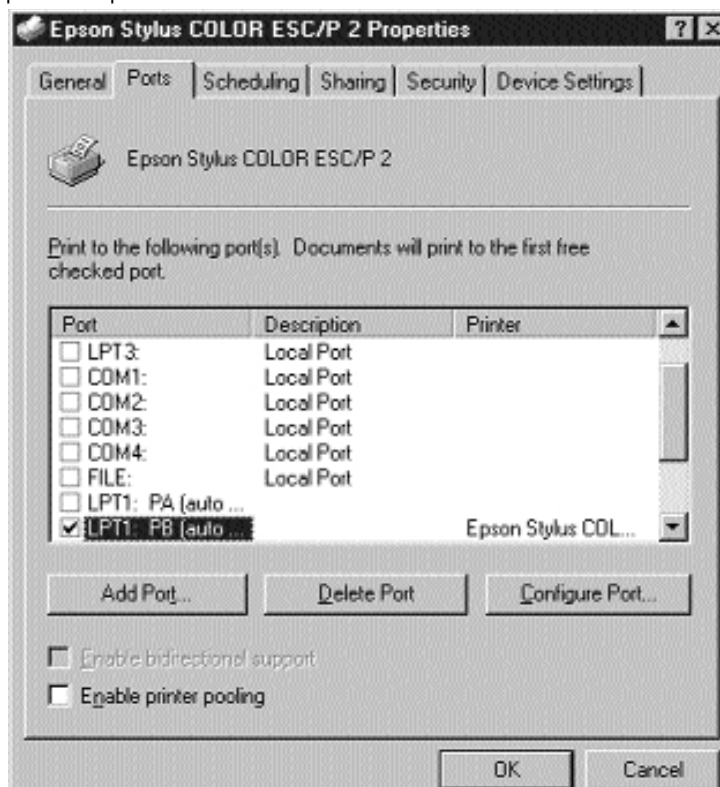 Epson Stylus COLOR ESC/P 2 Properties
General Ports Scheduling Sharing Security Device Settings
Epson Stylus COLOR ESC/P 2
Print to the following port(s). Documents will print to the first free
checked port.
Port Description Printer
LPT3: Local Port
COM1: Local Port
COM2: Local Port
COM3: Local Port
COM4: Local Port
FILE: Local Port
LPT1: PA (auto ...
LPT1: PB (auto ... Epson Stylus COL...
Add Port... Delete Port Configure Port...
Enable bidirectional support
Enable printer pooling
OK Cancel